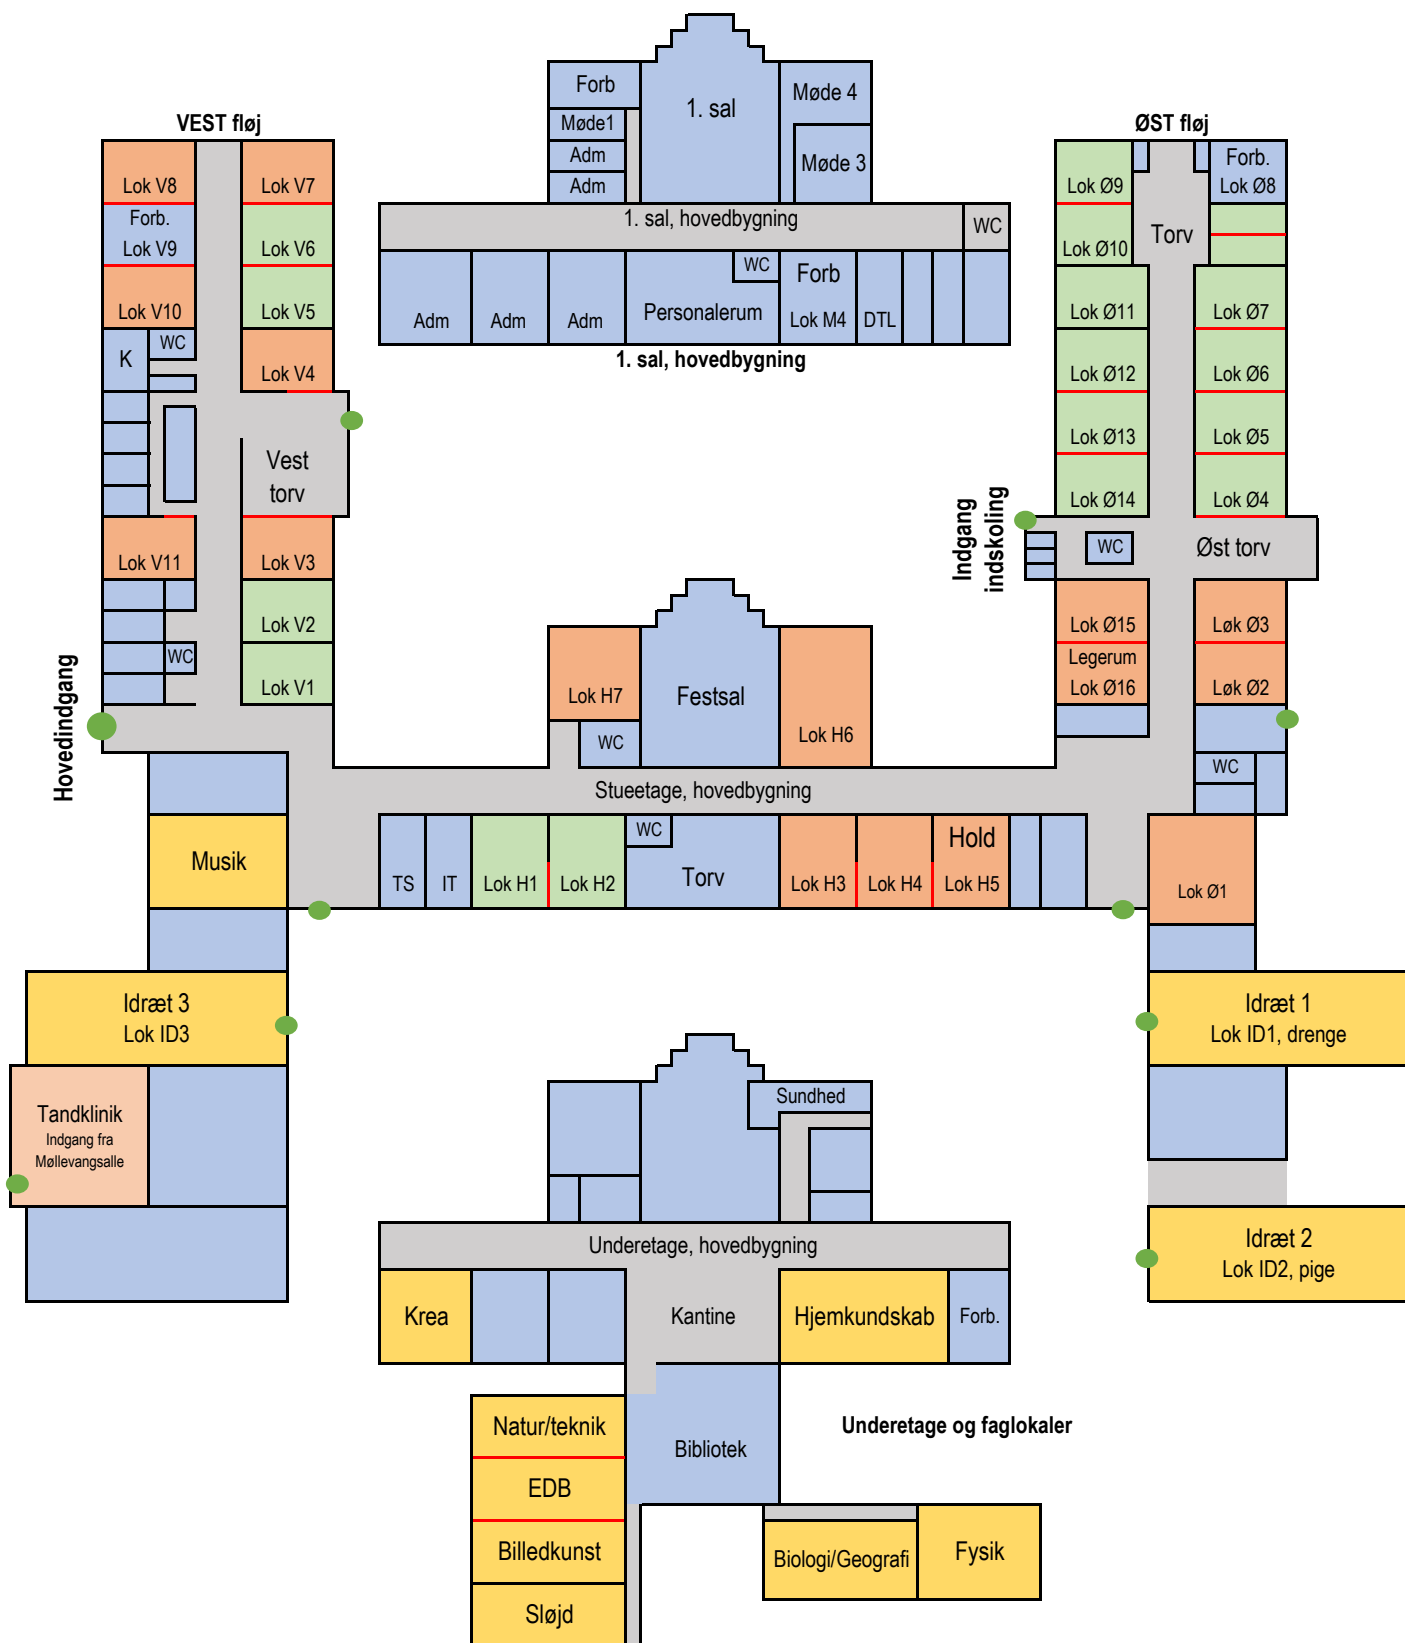 VEST fløj
Lok V8
Lok V7
Forb.
Lok V9
Lok V6
Lok V10
Lok V5
K
WC
Lok V4
Vest
torv
Lok V11
Lok V3
Lok V2
WC
Lok V1
Hovedindgang
Forb
Møde1
Adm
Adm
1. sal
Møde 4
Møde 3
1. sal, hovedbygning
WC
Adm
Adm
Adm
Personalerum
WC
Forb
Lok M4
DTL
1. sal, hovedbygning
ØST fløj
Lok Ø9
Forb.
Lok Ø8
Torv
Lok Ø10
Lok Ø11
Lok Ø7
Lok Ø12
Lok Ø6
Lok Ø13
Lok Ø5
Lok Ø14
Lok Ø4
Indgang
indskoling
WC
Øst torv
Lok Ø15
Løk Ø3
Legerum
Lok Ø16
Løk Ø2
WC
Lok H7
WC
Festsal
Lok H6
Stueetage, hovedbygning
Musik
TS
IT
Lok H1
Lok H2
WC
Torv
Lok H3
Lok H4
Hold
Lok H5
Lok Ø1
Idræt 3
Lok ID3
Idræt 1
Lok ID1, drenge
Tandklinik
Indgang fra
Møllevangsalle
Sundhed
Idræt 2
Lok ID2, pige
Underetage, hovedbygning
Krea
Kantine
Hjemkundskab
Forb.
Natur/teknik
EDB
Billedkunst
Sløjd
Bibliotek
Underetage og faglokaler
Biologi/Geografi
Fysik